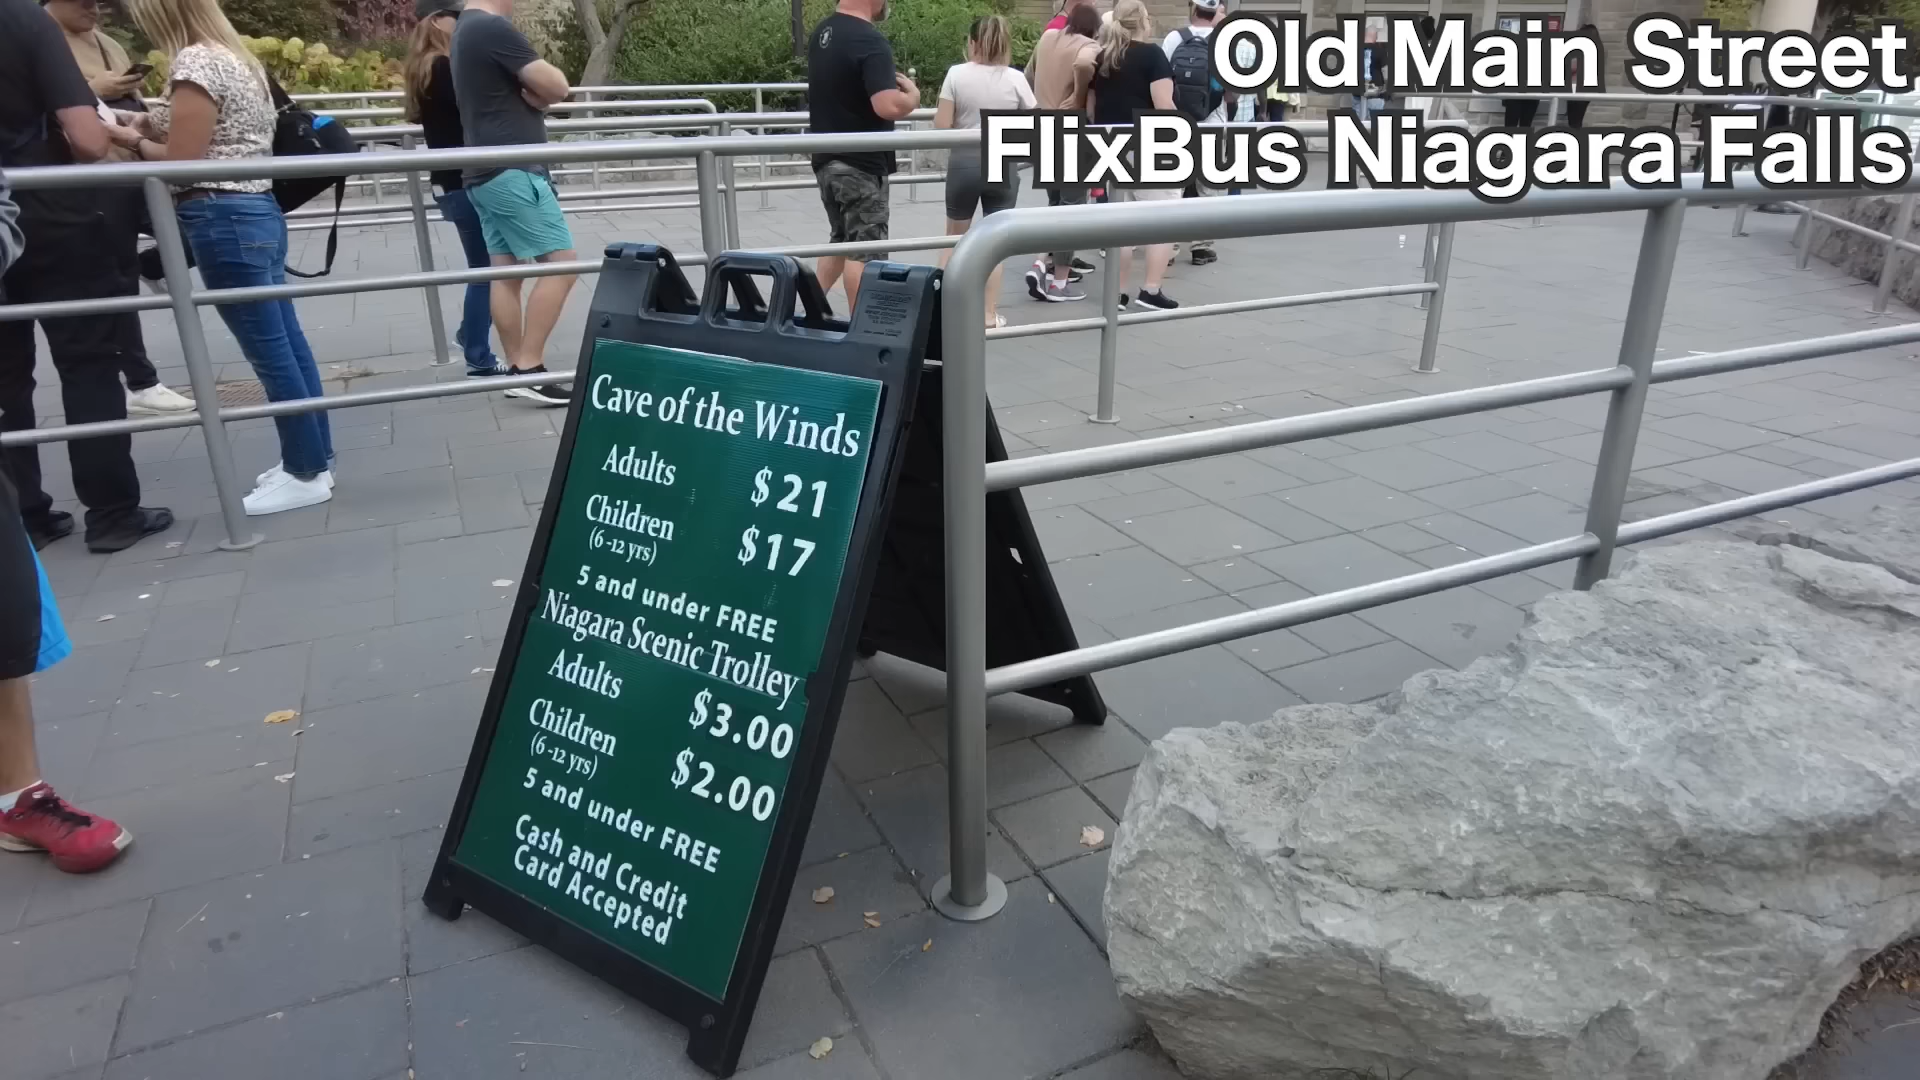 Old Main Street
FlixBus Niagara Falls
Cave of the Winds
Adults $21
Children $17
(6-12 yrs)
5 and under FREE
Niagara Scenic Trolley
Adults $3.00
Children $2.00
(6-12 yrs)
5 and under FREE
Cash and Credit
Card Accepted